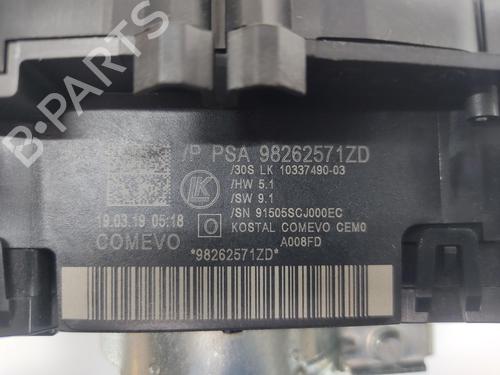 /P PSA 98262571ZD
/30S LK 10337490-03
/HW 5.1
/SW 9.1
/SN 91505SCJ000EC
KOSTAL COMEVO CEM0
A008FD
LK
19.03.19 05:18
COMEVO
*98262571ZD*
B-PARTS